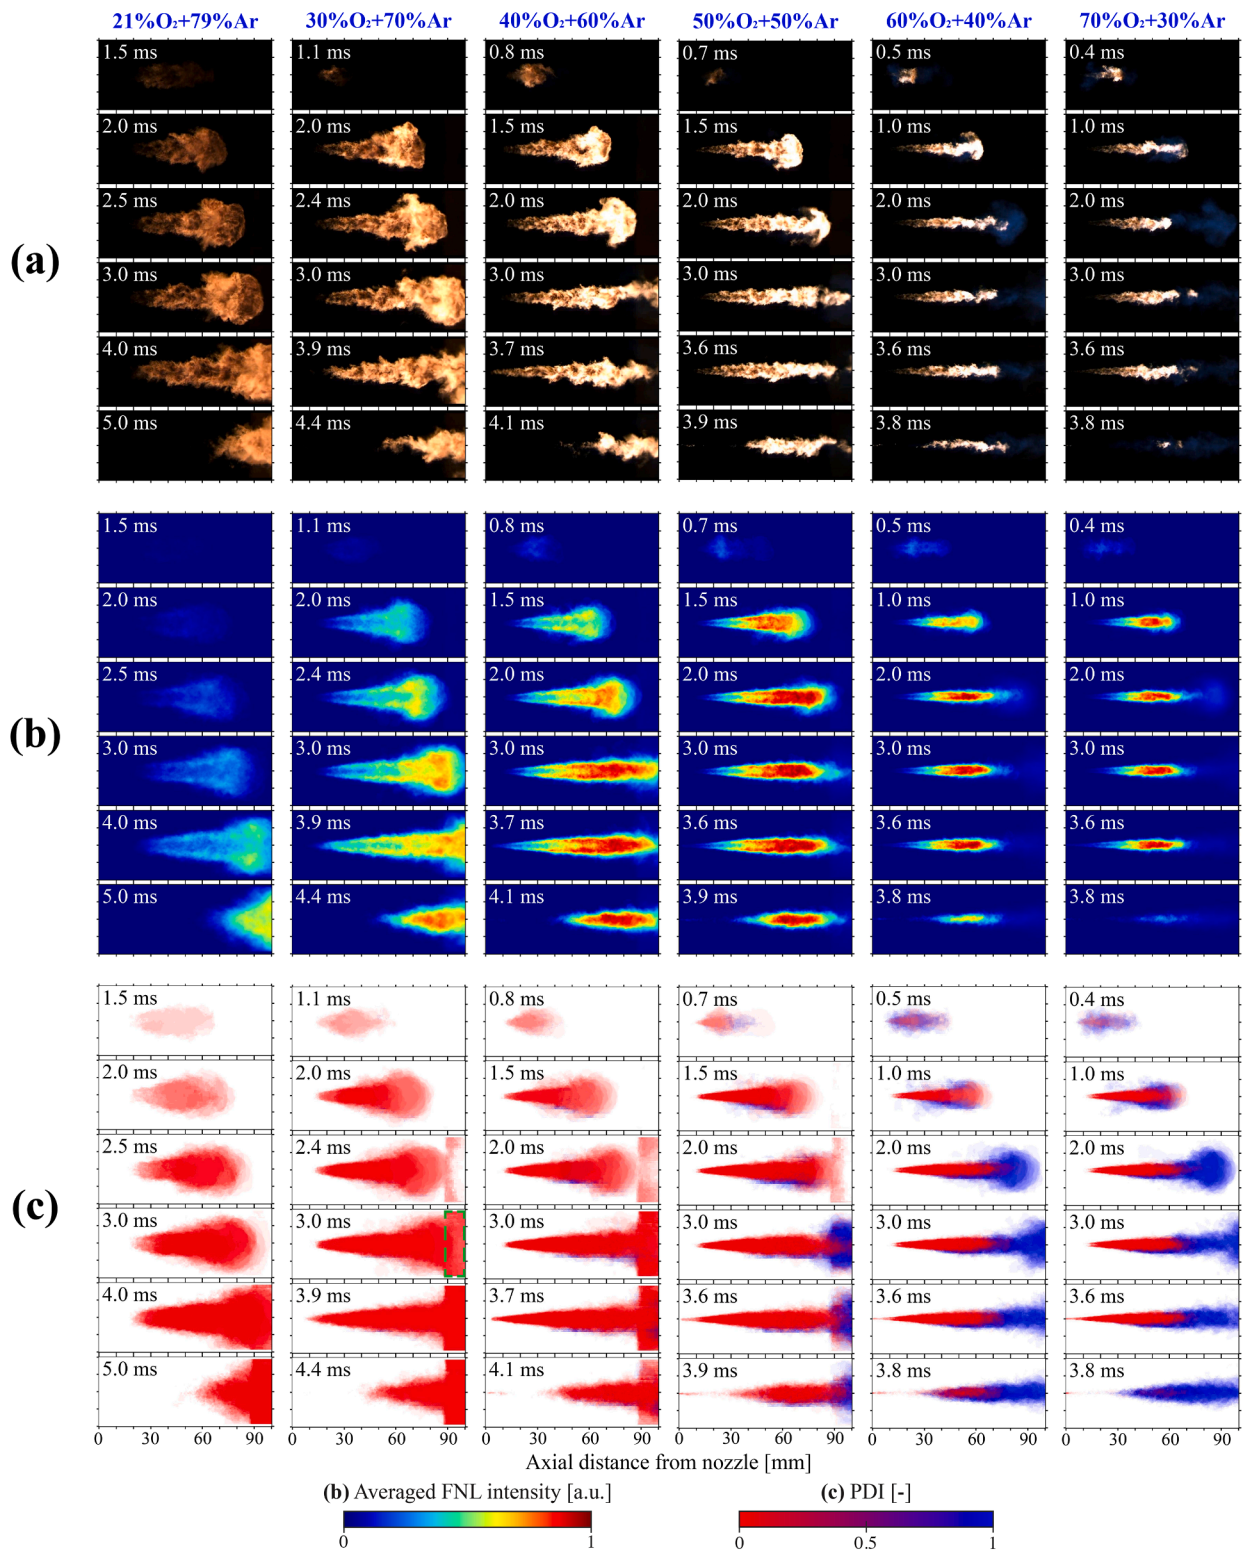 21%O₂+79%Ar 30%O₂+70%Ar 40%O₂+60%Ar 50%O₂+50%Ar 60%O₂+40%Ar 70%O₂+30%Ar
(a)
1.5 ms 1.1 ms 0.8 ms 0.7 ms 0.5 ms 0.4 ms
2.0 ms 2.0 ms 1.5 ms 1.5 ms 1.0 ms 1.0 ms
2.5 ms 2.4 ms 2.0 ms 2.0 ms 2.0 ms 2.0 ms
3.0 ms 3.0 ms 3.0 ms 3.0 ms 3.0 ms 3.0 ms
4.0 ms 3.9 ms 3.7 ms 3.6 ms 3.6 ms 3.6 ms
5.0 ms 4.4 ms 4.1 ms 3.9 ms 3.8 ms 3.8 ms
(b)
1.5 ms 1.1 ms 0.8 ms 0.7 ms 0.5 ms 0.4 ms
2.0 ms 2.0 ms 1.5 ms 1.5 ms 1.0 ms 1.0 ms
2.5 ms 2.4 ms 2.0 ms 2.0 ms 2.0 ms 2.0 ms
3.0 ms 3.0 ms 3.0 ms 3.0 ms 3.0 ms 3.0 ms
4.0 ms 3.9 ms 3.7 ms 3.6 ms 3.6 ms 3.6 ms
5.0 ms 4.4 ms 4.1 ms 3.9 ms 3.8 ms 3.8 ms
(c)
1.5 ms 1.1 ms 0.8 ms 0.7 ms 0.5 ms 0.4 ms
2.0 ms 2.0 ms 1.5 ms 1.5 ms 1.0 ms 1.0 ms
2.5 ms 2.4 ms 2.0 ms 2.0 ms 2.0 ms 2.0 ms
3.0 ms 3.0 ms 3.0 ms 3.0 ms 3.0 ms 3.0 ms
4.0 ms 3.9 ms 3.7 ms 3.6 ms 3.6 ms 3.6 ms
5.0 ms 4.4 ms 4.1 ms 3.9 ms 3.8 ms 3.8 ms
0 30 60 90 0 30 60 90 0 30 60 90 0 30 60 90 0 30 60 90 0 30 60 90
Axial distance from nozzle [mm]
(b) Averaged FNL intensity [a.u.] (c) PDI [-]
0 1 0 0.5 1